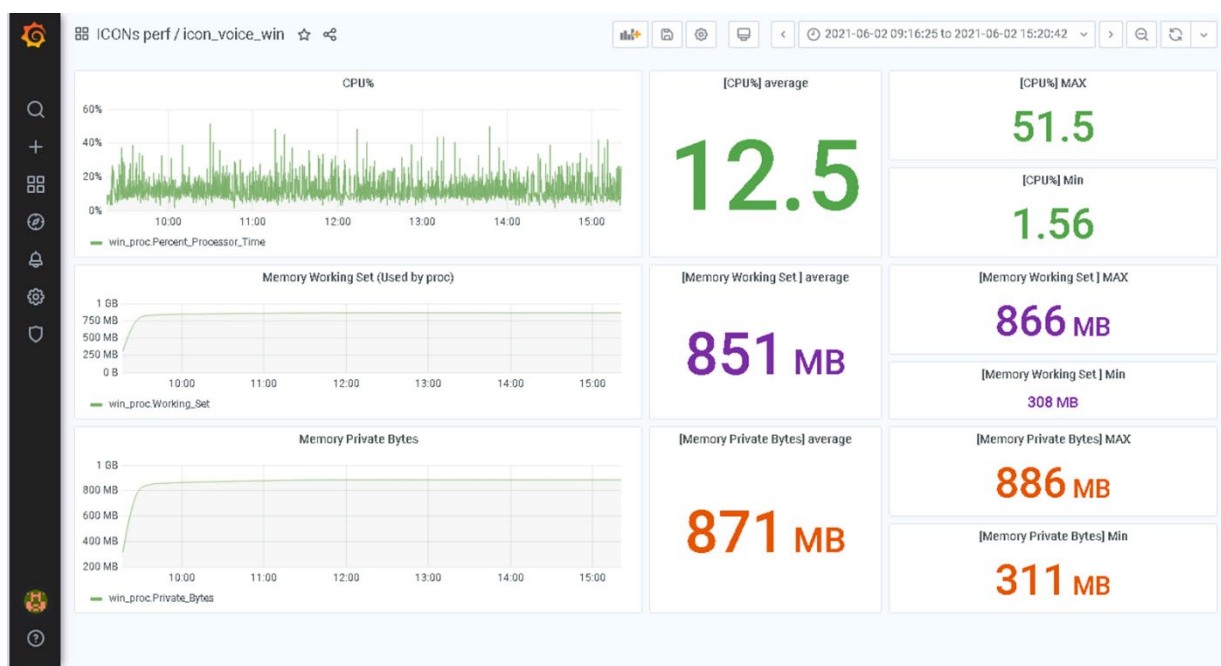 ICONs perf / icon_voice_win
2021-06-02 09:16:25 to 2021-06-02 15:20:42
CPU%
60%
40%
20%
0%
10:00 11:00 12:00 13:00 14:00 15:00
win_proc.Percent_Processor_Time
[CPU%] average
12.5
[CPU%] MAX
51.5
[CPU%] Min
1.56
Memory Working Set (Used by proc)
1 GB
750 MB
500 MB
250 MB
0 B
10:00 11:00 12:00 13:00 14:00 15:00
win_proc.Working_Set
[Memory Working Set ] average
851 MB
[Memory Working Set ] MAX
866 MB
[Memory Working Set ] Min
308 MB
Memory Private Bytes
1 GB
800 MB
600 MB
400 MB
200 MB
10:00 11:00 12:00 13:00 14:00 15:00
win_proc.Private_Bytes
[Memory Private Bytes] average
871 MB
[Memory Private Bytes] MAX
886 MB
[Memory Private Bytes] Min
311 MB